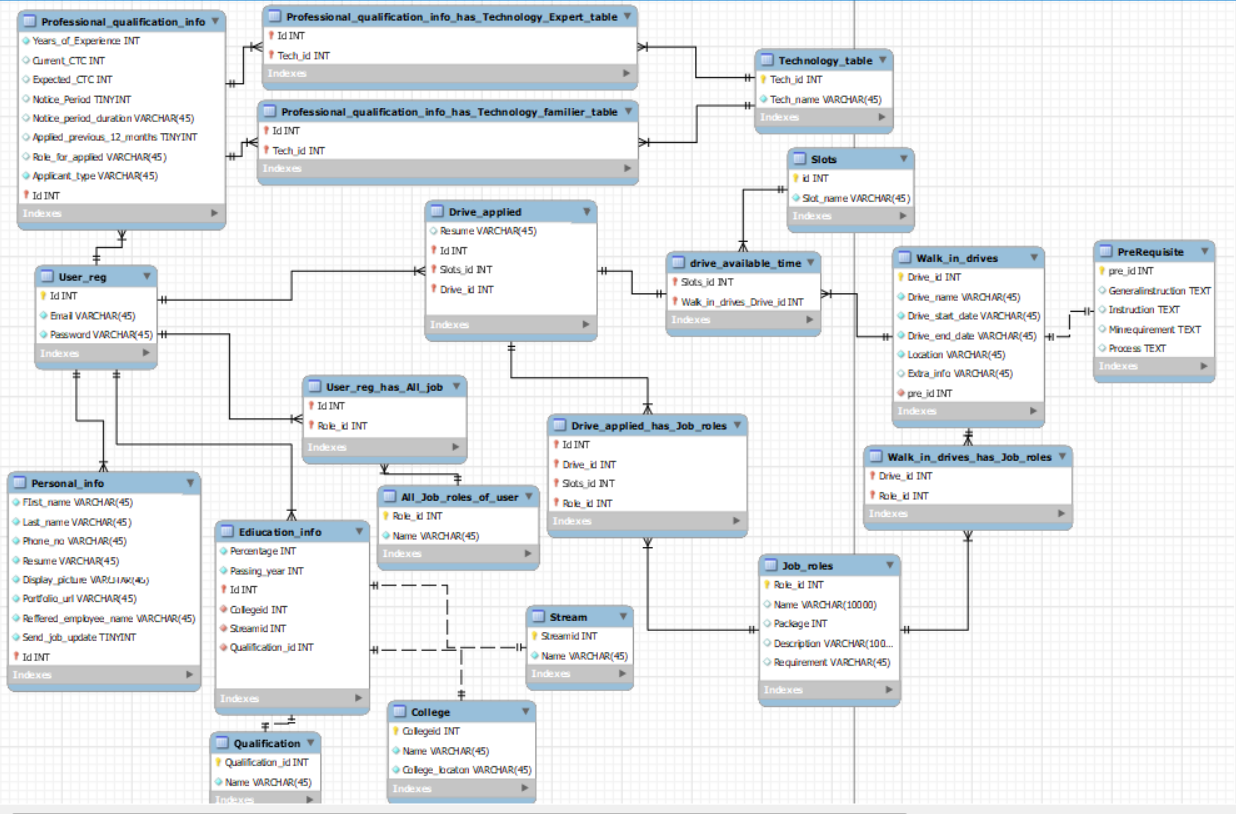 Professional_qualification_info
Years_of_Experience INT
Current_CTC INT
Expected_CTC INT
Notice_Period TINYINT
Notice_period_duration VARCHAR(45)
Applied_previous_12_months TINYINT
Role_for_applied VARCHAR(45)
Applicant_type VARCHAR(45)
Id INT
Indexes
Professional_qualification_info_has_Technology_Expert_table
Id INT
Tech_id INT
Indexes
Professional_qualification_info_has_Technology_familier_table
Id INT
Tech_id INT
Indexes
Technology_table
Tech_id INT
Tech_name VARCHAR(45)
Indexes
Slots
id INT
Slot_name VARCHAR(45)
Indexes
Drive_applied
Resume VARCHAR(45)
Id INT
Slots_id INT
Drive_id INT
Indexes
drive_available_time
Slots_id INT
Walk_in_drives_Drive_id INT
Indexes
Walk_in_drives
Drive_id INT
Drive_name VARCHAR(45)
Drive_start_date VARCHAR(45)
Drive_end_date VARCHAR(45)
Location VARCHAR(45)
Extra_info VARCHAR(45)
pre_id INT
Indexes
PreRequisite
pre_id INT
Generalinstruction TEXT
Instruction TEXT
Minrequirement TEXT
Process TEXT
Indexes
User_reg
Id INT
Email VARCHAR(45)
Password VARCHAR(45)
Indexes
User_reg_has_All_job
Id INT
Role_id INT
Indexes
All_Job_roles_of_user
Role_id INT
Name VARCHAR(45)
Indexes
Drive_applied_has_Job_roles
Id INT
Drive_id INT
Slots_id INT
Role_id INT
Indexes
Walk_in_drives_has_Job_roles
Drive_id INT
Role_id INT
Indexes
Personal_info
FIrst_name VARCHAR(45)
Last_name VARCHAR(45)
Phone_no VARCHAR(45)
Resume VARCHAR(45)
Display_picture VARCHAR(45)
Portfolio_url VARCHAR(45)
Reffered_employee_name VARCHAR(45)
Send_job_update TINYINT
Id INT
Indexes
Ediucation_info
Percentage INT
Passing_year INT
Id INT
Collegeid INT
Streamid INT
Qualification_id INT
Indexes
Stream
Streamid INT
Name VARCHAR(45)
Indexes
Job_roles
Role_id INT
Name VARCHAR(10000)
Package INT
Description VARCHAR(100...
Requirement VARCHAR(45)
Indexes
College
Collegeid INT
Name VARCHAR(45)
College_locaton VARCHAR(45)
Indexes
Qualification
Qualification_id INT
Name VARCHAR(45)
Indexes